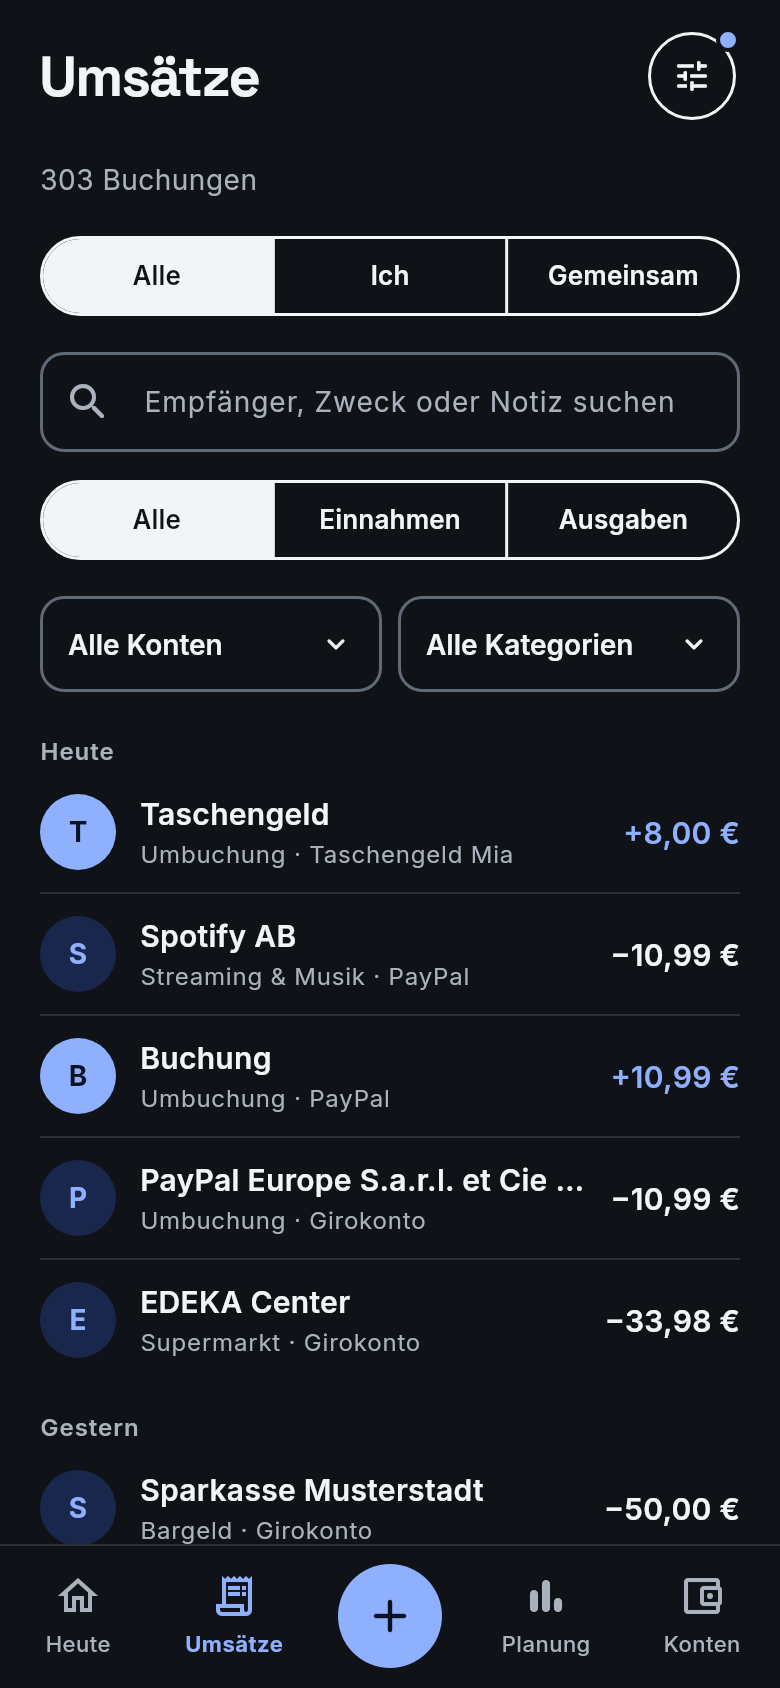 Umsätze
303 Buchungen
Alle Ich Gemeinsam
Empfänger, Zweck oder Notiz suchen
Alle Einnahmen Ausgaben
Alle Konten Alle Kategorien
Heute
T Taschengeld +8,00 €
Umbuchung · Taschengeld Mia
S Spotify AB −10,99 €
Streaming & Musik · PayPal
B Buchung +10,99 €
Umbuchung · PayPal
P PayPal Europe S.a.r.l. et Cie ... −10,99 €
Umbuchung · Girokonto
E EDEKA Center −33,98 €
Supermarkt · Girokonto
Gestern
S Sparkasse Musterstadt −50,00 €
Bargeld · Girokonto
Heute Umsätze Planung Konten